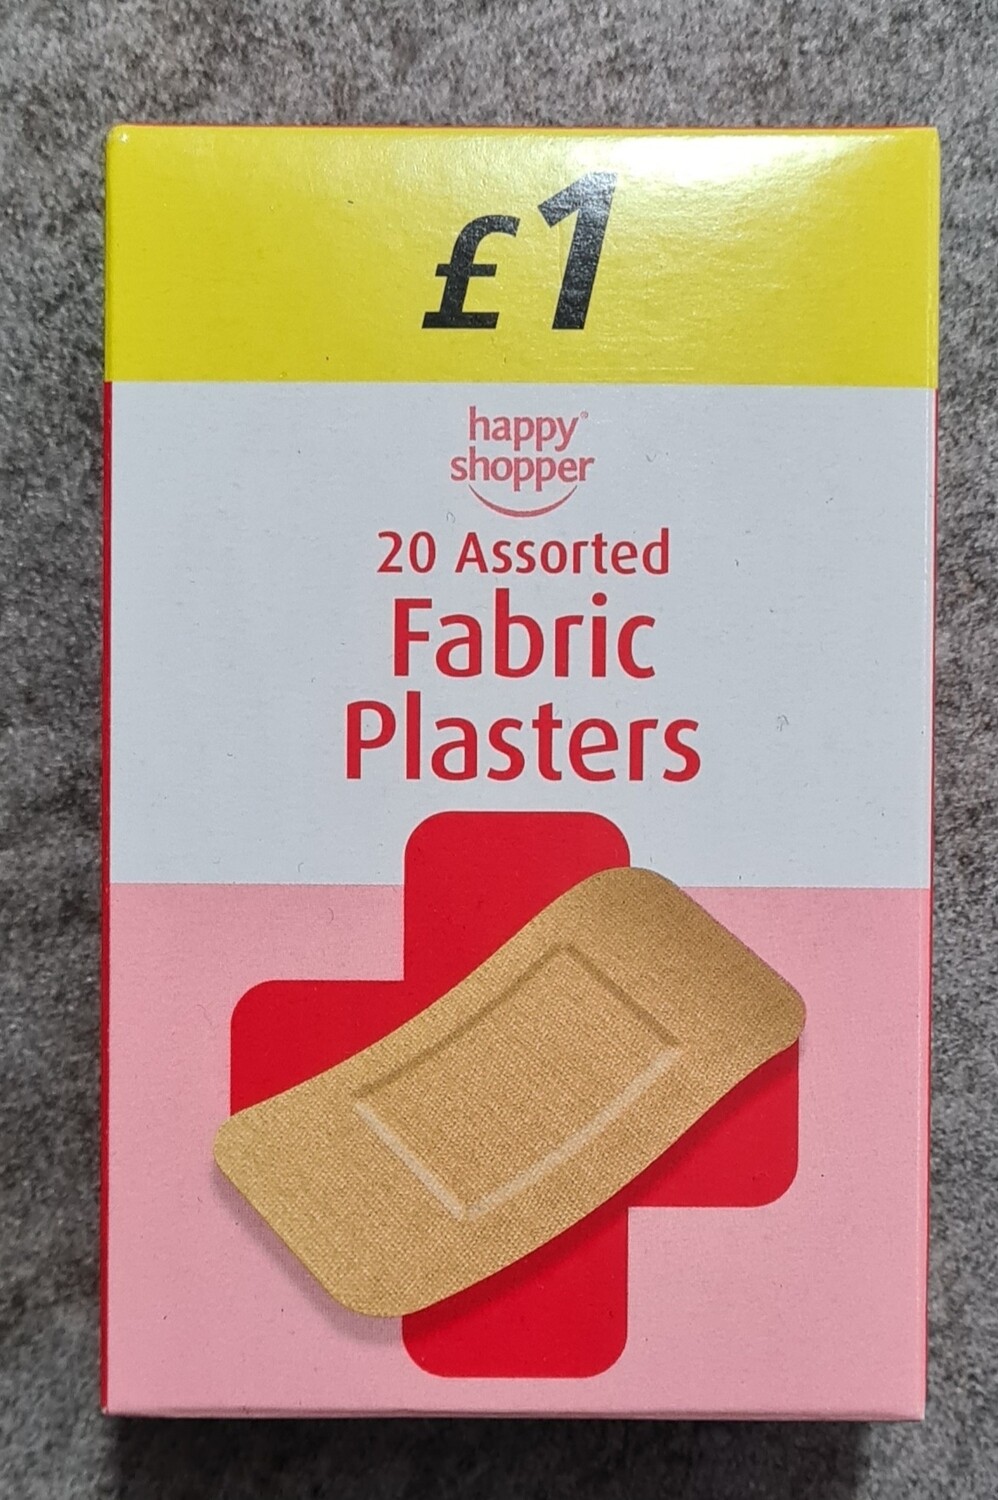 £1
happy®
shopper
20 Assorted
Fabric
Plasters